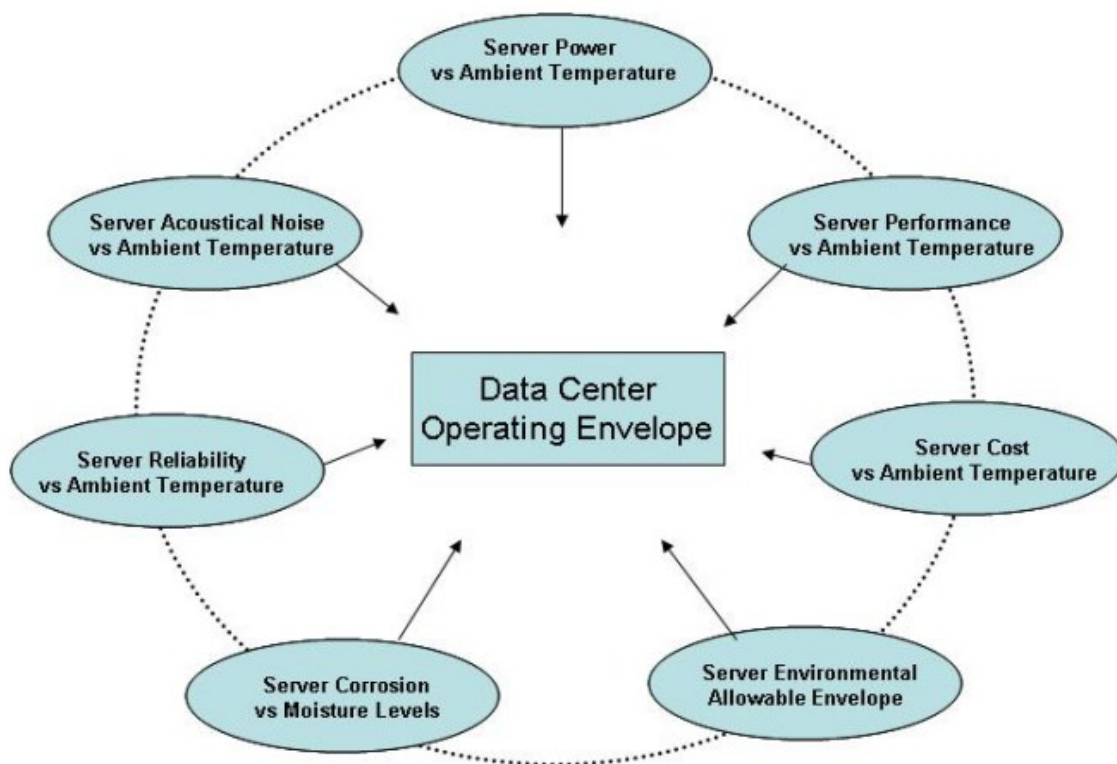 Server Power
vs Ambient Temperature
Server Acoustical Noise
vs Ambient Temperature
Server Performance
vs Ambient Temperature
Data Center
Operating Envelope
Server Reliability
vs Ambient Temperature
Server Cost
vs Ambient Temperature
Server Corrosion
vs Moisture Levels
Server Environmental
Allowable Envelope